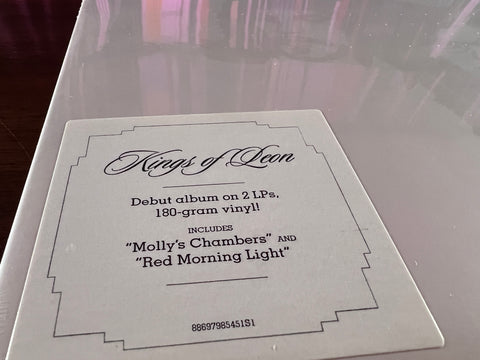 Kings of Leon
Debut album on 2 LPs,
180-gram vinyl!
INCLUDES
"Molly's Chambers" AND
"Red Morning Light"
88697985451S1